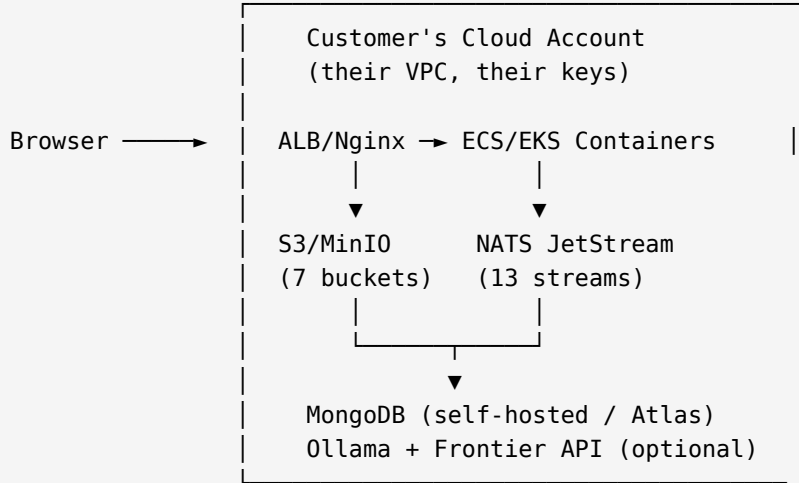 Customer's Cloud Account
(their VPC, their keys)
Browser ALB/Nginx ECS/EKS Containers
S3/MinIO NATS JetStream
(7 buckets) (13 streams)
MongoDB (self-hosted / Atlas)
Ollama + Frontier API (optional)